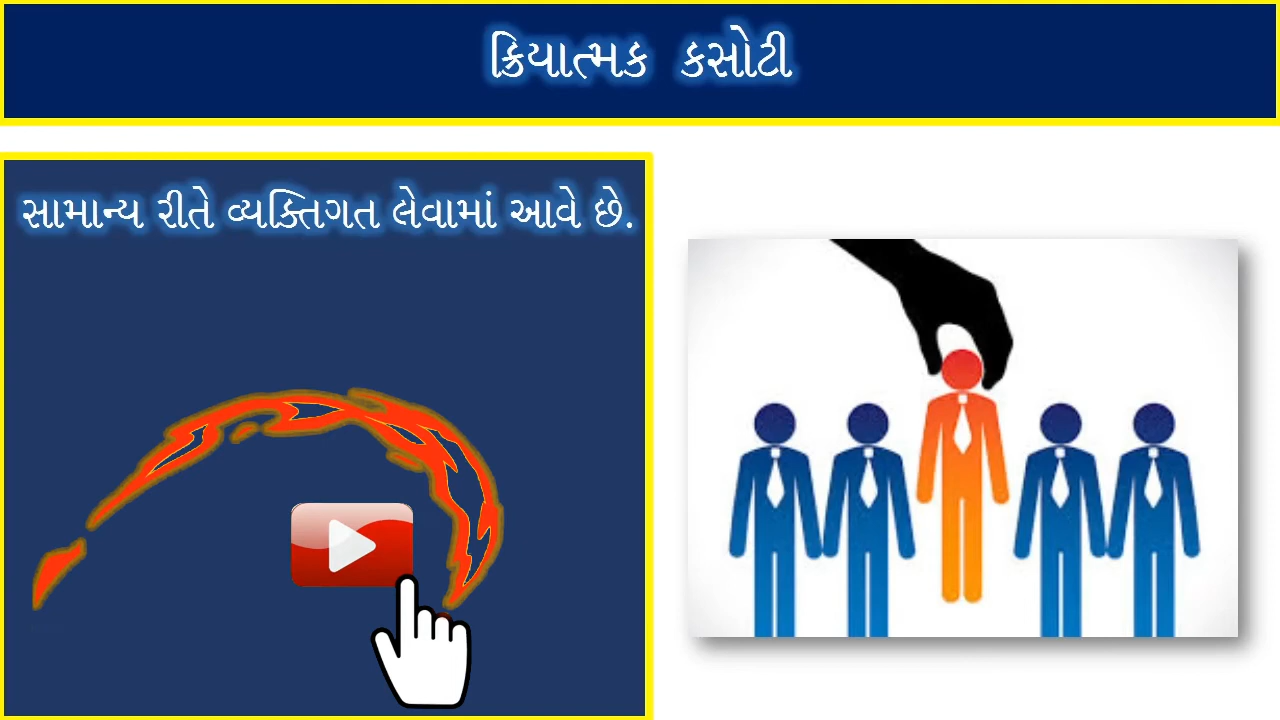 ક્રિયાત્મક કસોટી
સામાન્ય રીતે વ્યક્તિગત લેવામાં આવે છે.